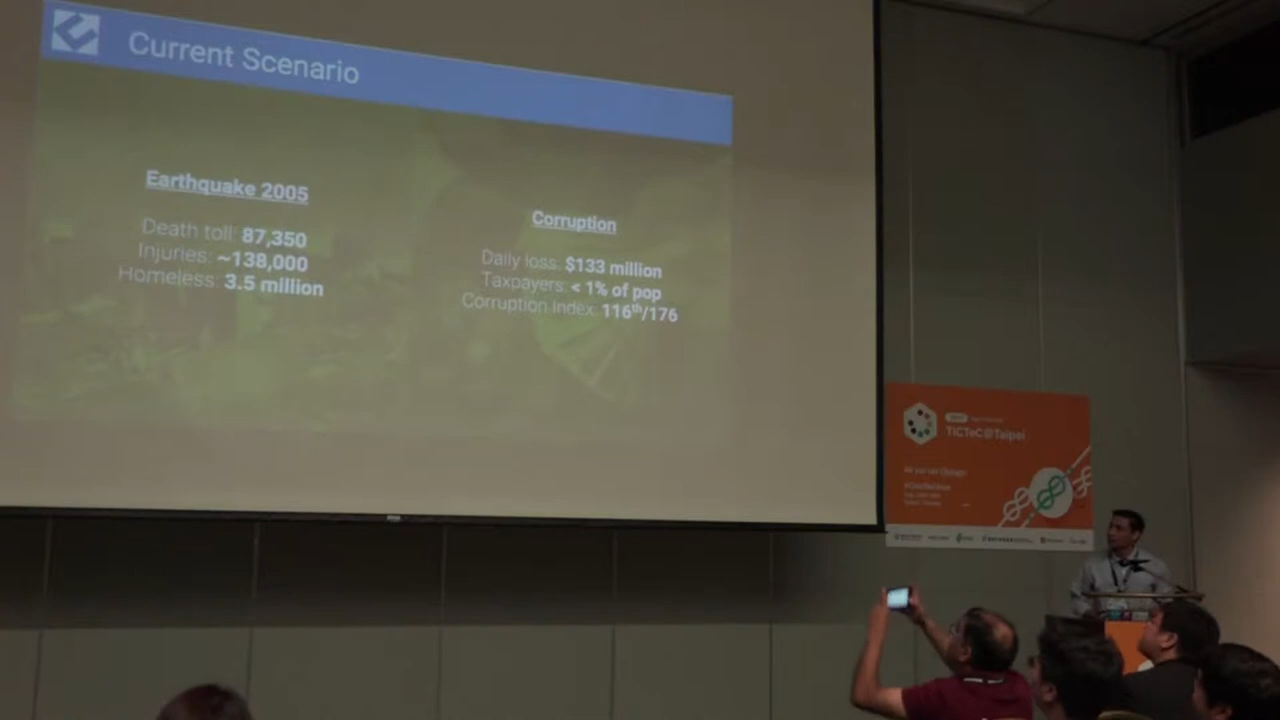 Current Scenario
Earthquake 2005
Death toll: 87,350
Injuries: ~138,000
Homeless: 3.5 million
Corruption
Daily loss: $133 million
Taxpayers: < 1% of pop
Corruption Index: 116th/176
TICTeC@Taipei